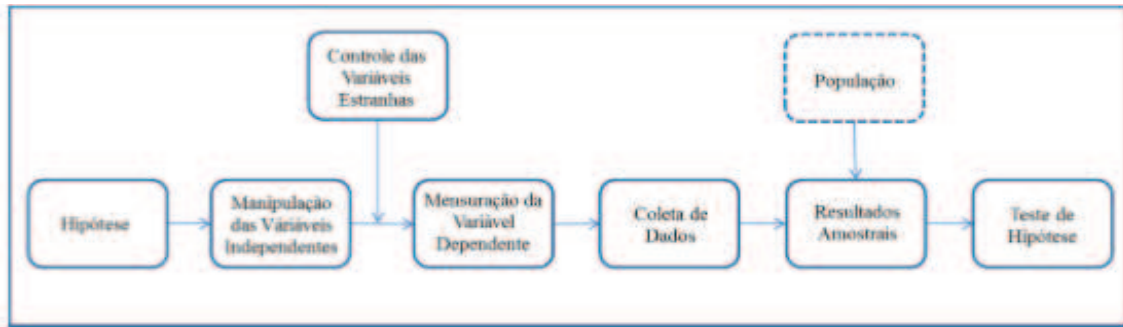 Controle das
Variáveis
Estranhas
População
Hipótese
Manipulação
das Variáveis
Independentes
Mensuração da
Variável
Dependente
Coleta de
Dados
Resultados
Amostrais
Teste de
Hipótese